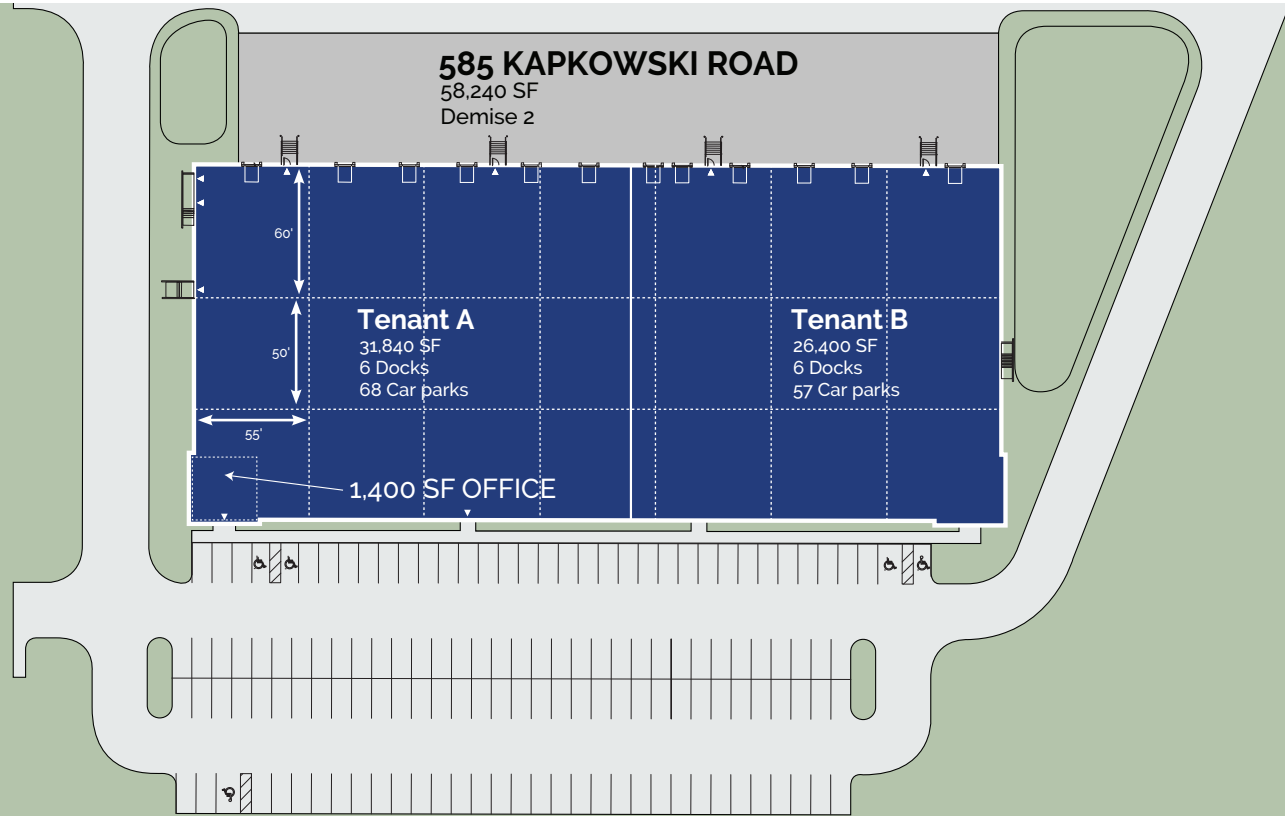 585 KAPKOWSKI ROAD
58,240 SF
Demise 2
60'
Tenant A
31,840 SF
6 Docks
68 Car parks
Tenant B
26,400 SF
6 Docks
57 Car parks
50'
55'
1,400 SF OFFICE